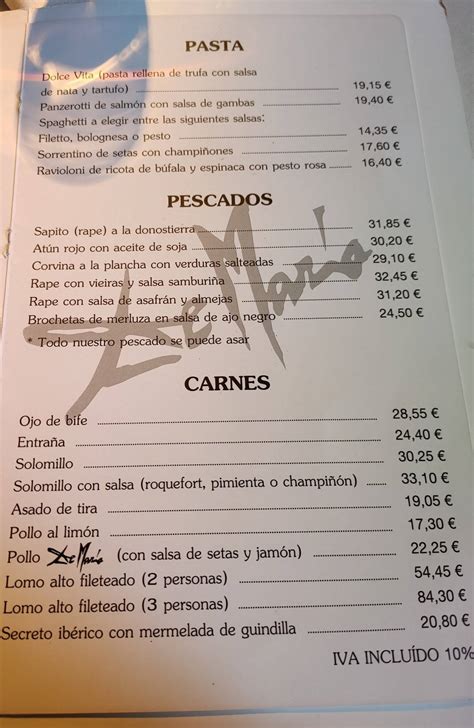 PASTA
Dolce Vita (pasta rellena de trufa con salsa
de nata y tartufo) 19,15 €
Panzerotti de salmón con salsa de gambas 19,40 €
Spaghetti a elegir entre las siguientes salsas:
Filetto, bolognesa o pesto 14,35 €
Sorrentino de setas con champiñones 17,60 €
Ravioloni de ricota de búfala y espinaca con pesto rosa 16,40 €
PESCADOS
Sapito (rape) a la donostierra 31,85 €
Atún rojo con aceite de soja 30,20 €
Corvina a la plancha con verduras salteadas 29,10 €
Rape con vieiras y salsa samburiña 32,45 €
Rape con salsa de asafrán y almejas 31,20 €
Brochetas de merluza en salsa de ajo negro 24,50 €
* Todo nuestro pescado se puede asar
De María
CARNES
Ojo de bife 28,55 €
Entraña 24,40 €
Solomillo 30,25 €
Solomillo con salsa (roquefort, pimienta o champiñón) 33,10 €
Asado de tira 19,05 €
Pollo al limón 17,30 €
Pollo De María (con salsa de setas y jamón) 22,25 €
Lomo alto fileteado (2 personas) 54,45 €
Lomo alto fileteado (3 personas) 84,30 €
Secreto ibérico con mermelada de guindilla 20,80 €
IVA INCLUÍDO 10%